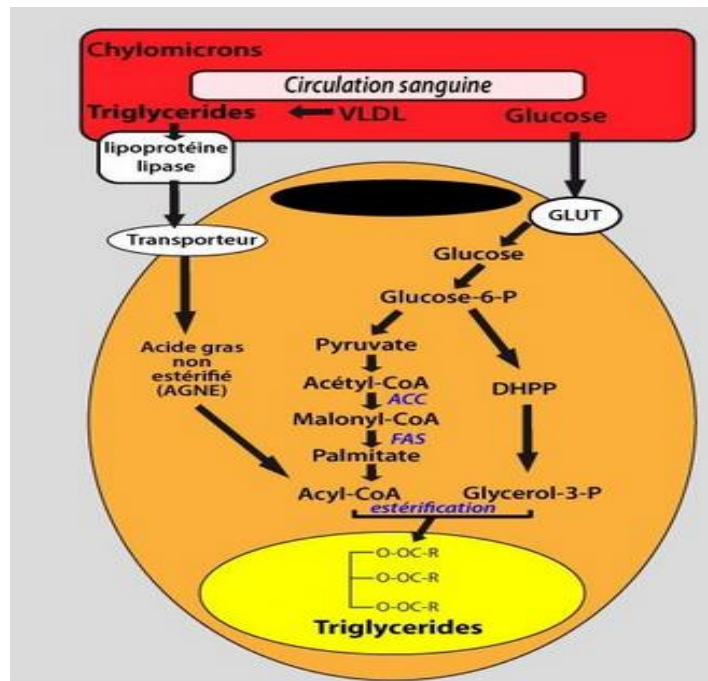 Chylomicrons
Circulation sanguine
Triglycerides VLDL Glucose
lipoprotéine
lipase
GLUT
Transporteur
Glucose
Glucose-6-P
Acide gras
non
estérifié
(AGNE)
Pyruvate
Acétyl-CoA
ACC
Malonyl-CoA
FAS
Palmitate
DHPP
Acyl-CoA Glycerol-3-P
estérification
O-OC-R
O-OC-R
O-OC-R
Triglycerides